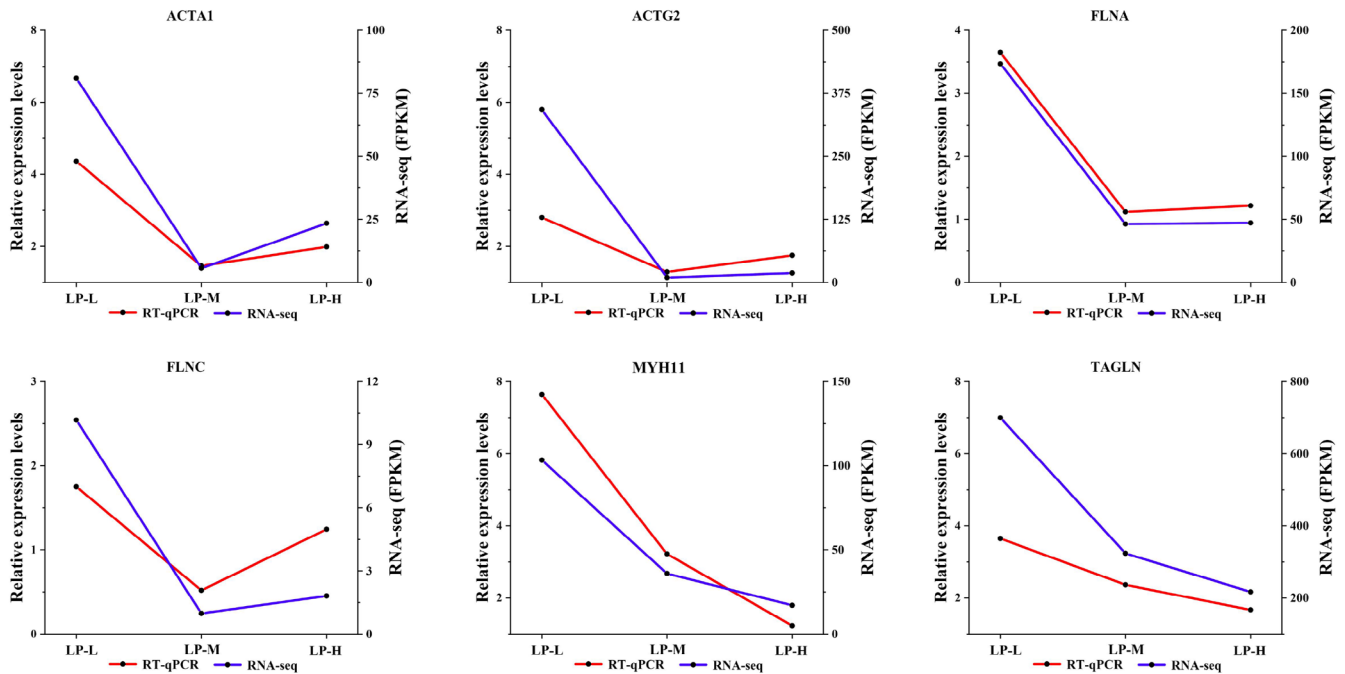 ACTA1
8
6
4
2
Relative expression levels
100
75
50
25
0
RNA-seq (FPKM)
LP-L LP-M LP-H
RT-qPCR RNA-seq
ACTG2
8
6
4
2
Relative expression levels
500
375
250
125
0
RNA-seq (FPKM)
LP-L LP-M LP-H
RT-qPCR RNA-seq
FLNA
4
3
2
1
0
Relative expression levels
200
150
100
50
0
RNA-seq (FPKM)
LP-L LP-M LP-H
RT-qPCR RNA-seq
FLNC
3
2
1
0
Relative expression levels
12
9
6
3
0
RNA-seq (FPKM)
LP-L LP-M LP-H
RT-qPCR RNA-seq
MYH11
8
6
4
2
Relative expression levels
150
100
50
0
RNA-seq (FPKM)
LP-L LP-M LP-H
RT-qPCR RNA-seq
TAGLN
8
6
4
2
Relative expression levels
800
600
400
200
RNA-seq (FPKM)
LP-L LP-M LP-H
RT-qPCR RNA-seq